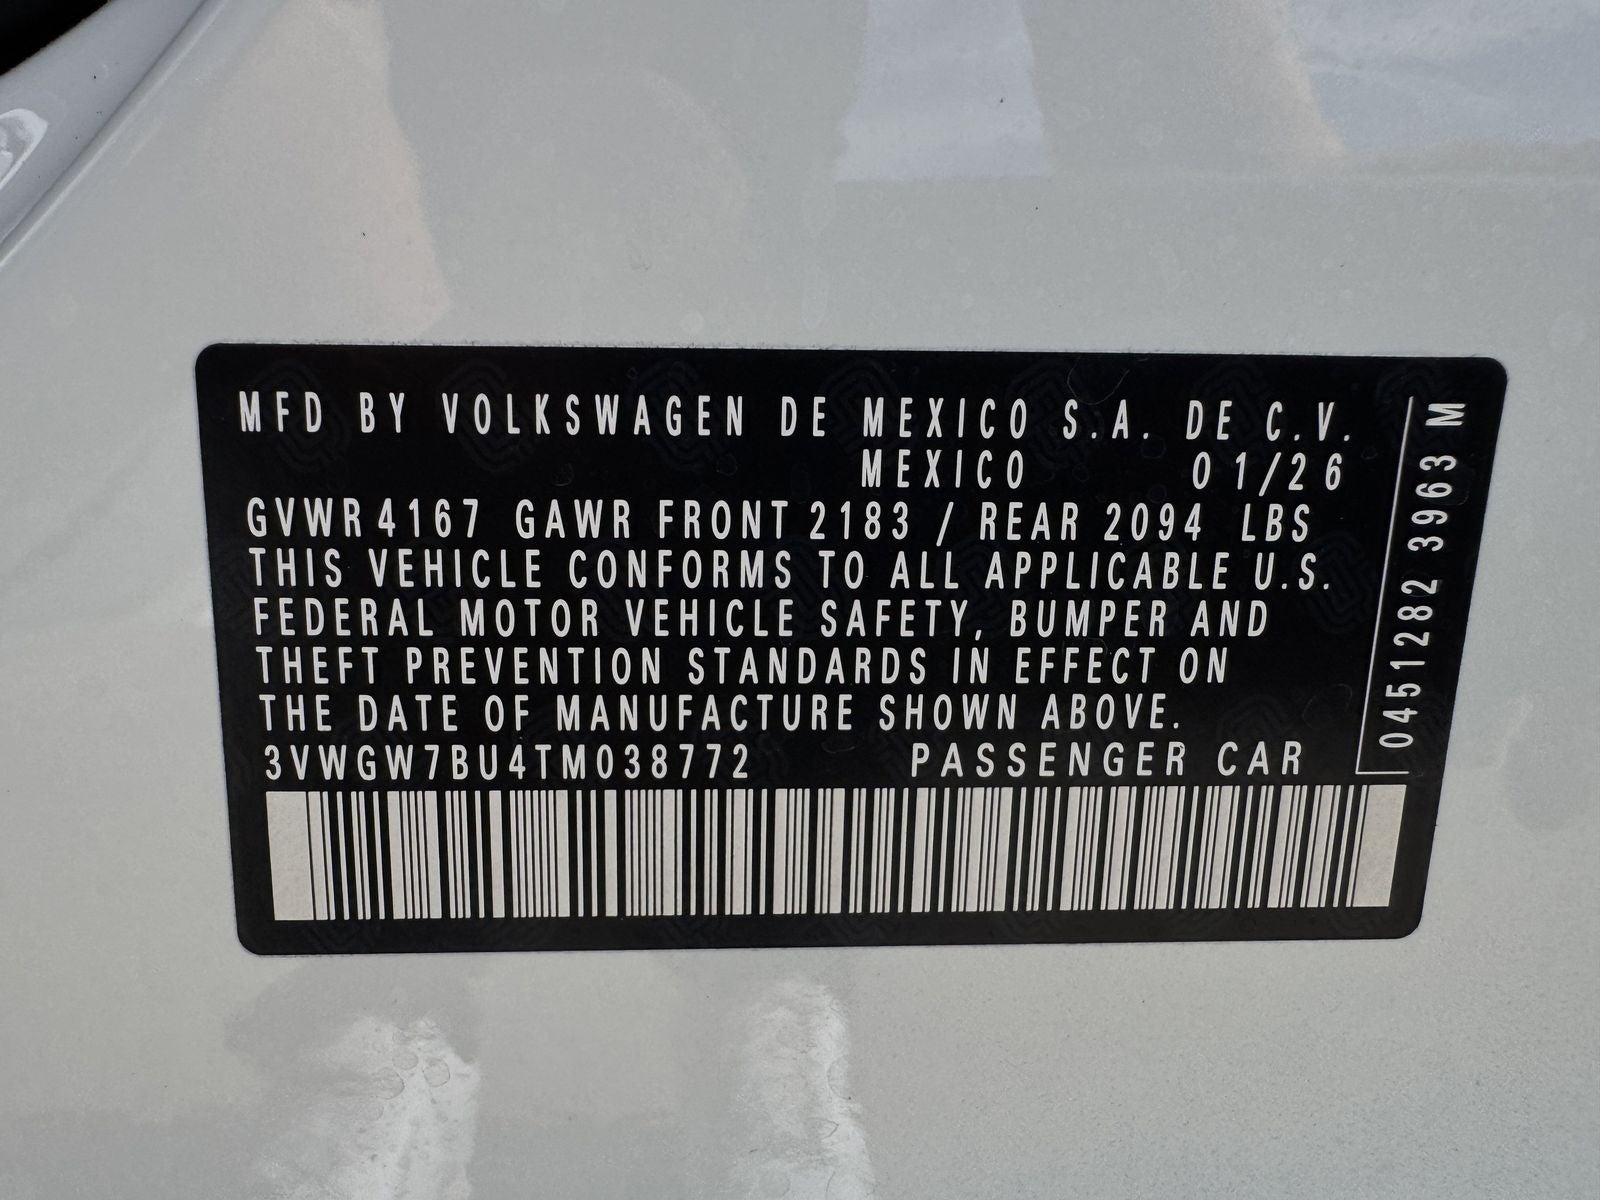 MFD BY VOLKSWAGEN DE MEXICO S.A. DE C.V.
MEXICO 01/26
GVWR 4167 GAWR FRONT 2183 / REAR 2094 LBS
THIS VEHICLE CONFORMS TO ALL APPLICABLE U.S.
FEDERAL MOTOR VEHICLE SAFETY, BUMPER AND
THEFT PREVENTION STANDARDS IN EFFECT ON
THE DATE OF MANUFACTURE SHOWN ABOVE.
3VWGW7BU4TM038772 PASSENGER CAR
0451282 3963 M